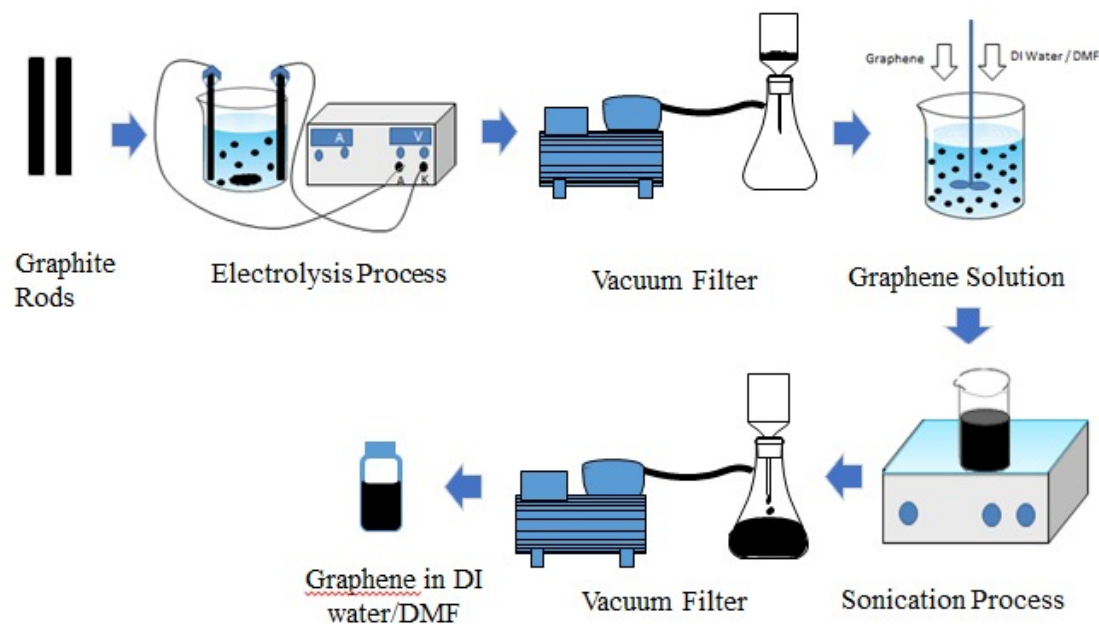 Graphene
DI Water / DMF
A
V
A
K
Graphite
Rods
Electrolysis Process
Vacuum Filter
Graphene Solution
Graphene in DI
water/DMF
Vacuum Filter
Sonication Process